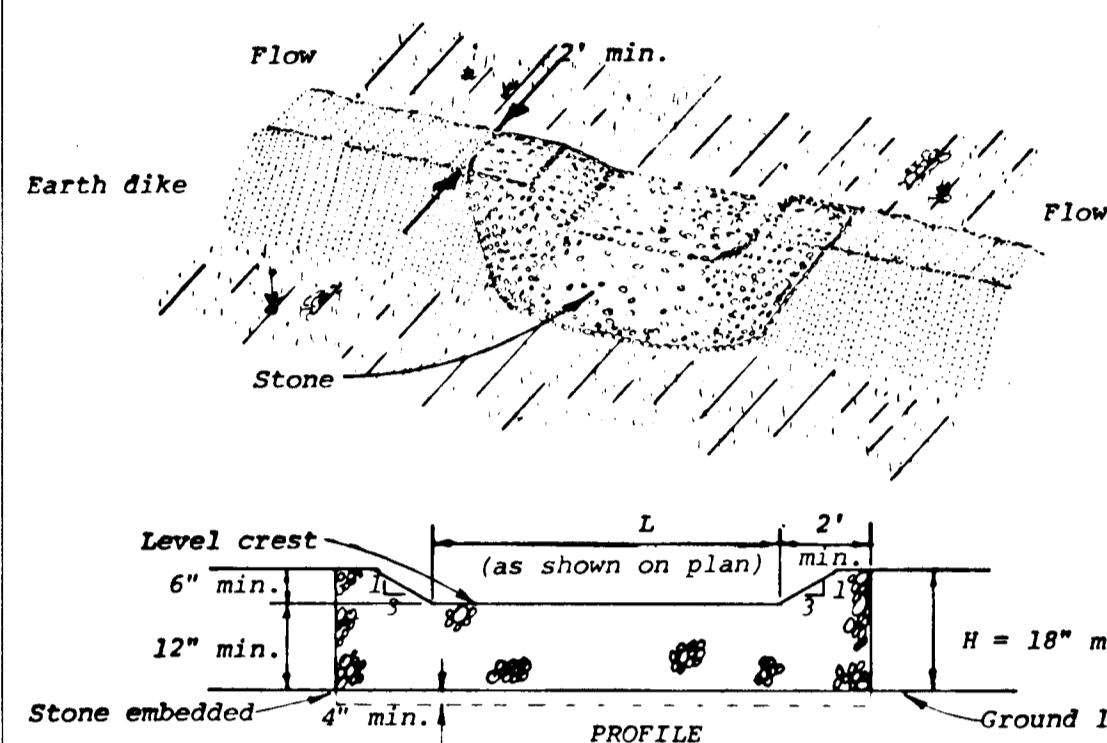 Flow
2' min.
Earth dike
Flow
Stone
Level crest
L
2'
(as shown on plan)
min.
6" min.
1
3
1
3
12" min.
H = 18" m
Stone embedded
4" min.
Ground l
PROFILE